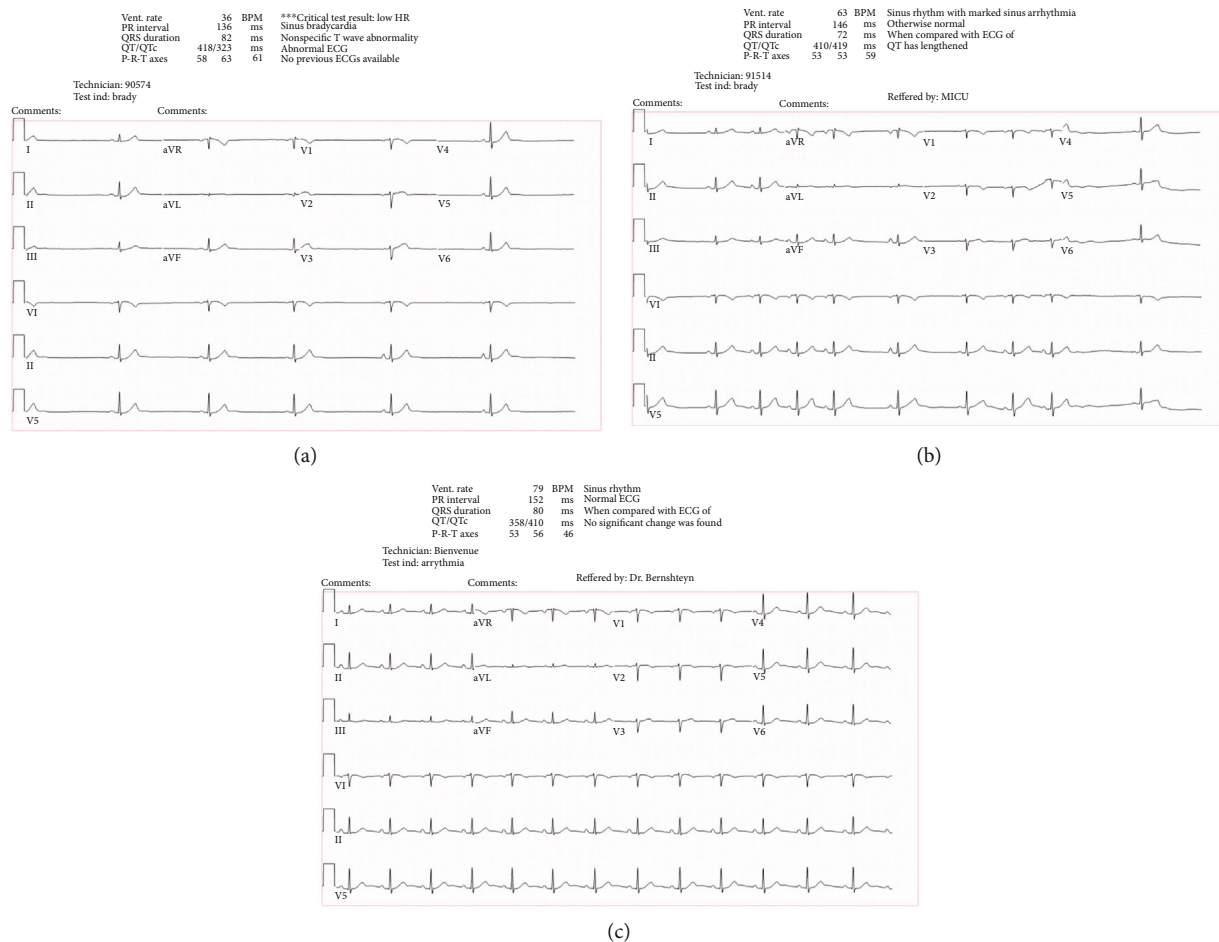 Vent. rate 36 BPM ***Critical test result: low HR
PR interval 136 ms Sinus bradycardia
QRS duration 82 ms Nonspecific T wave abnormality
QT/QTc 418/323 ms Abnormal ECG
P-R-T axes 58 63 61 No previous ECGs available
Technician: 90574
Test ind: brady
Comments: Comments:
I aVR V1 V4
II aVL V2 V5
III aVF V3 V6
VI
II
V5
(a)
Vent. rate 63 BPM Sinus rhythm with marked sinus arrhythmia
PR interval 146 ms Otherwise normal
QRS duration 72 ms When compared with ECG of
QT/QTc 410/419 ms QT has lengthened
P-R-T axes 53 53 59
Technician: 91514
Test ind: brady
Reffered by: MICU
Comments: Comments:
I aVR V1 V4
II aVL V2 V5
III aVF V3 V6
VI
II
V5
(b)
Vent. rate 79 BPM Sinus rhythm
PR interval 152 ms Normal ECG
QRS duration 80 ms When compared with ECG of
QT/QTc 358/410 ms No significant change was found
P-R-T axes 53 56 46
Technician: Bienvenue
Test ind: arrythmia
Reffered by: Dr. Bernshteyn
Comments: Comments:
I aVR V1 V4
II aVL V2 V5
III aVF V3 V6
VI
II
V5
(c)